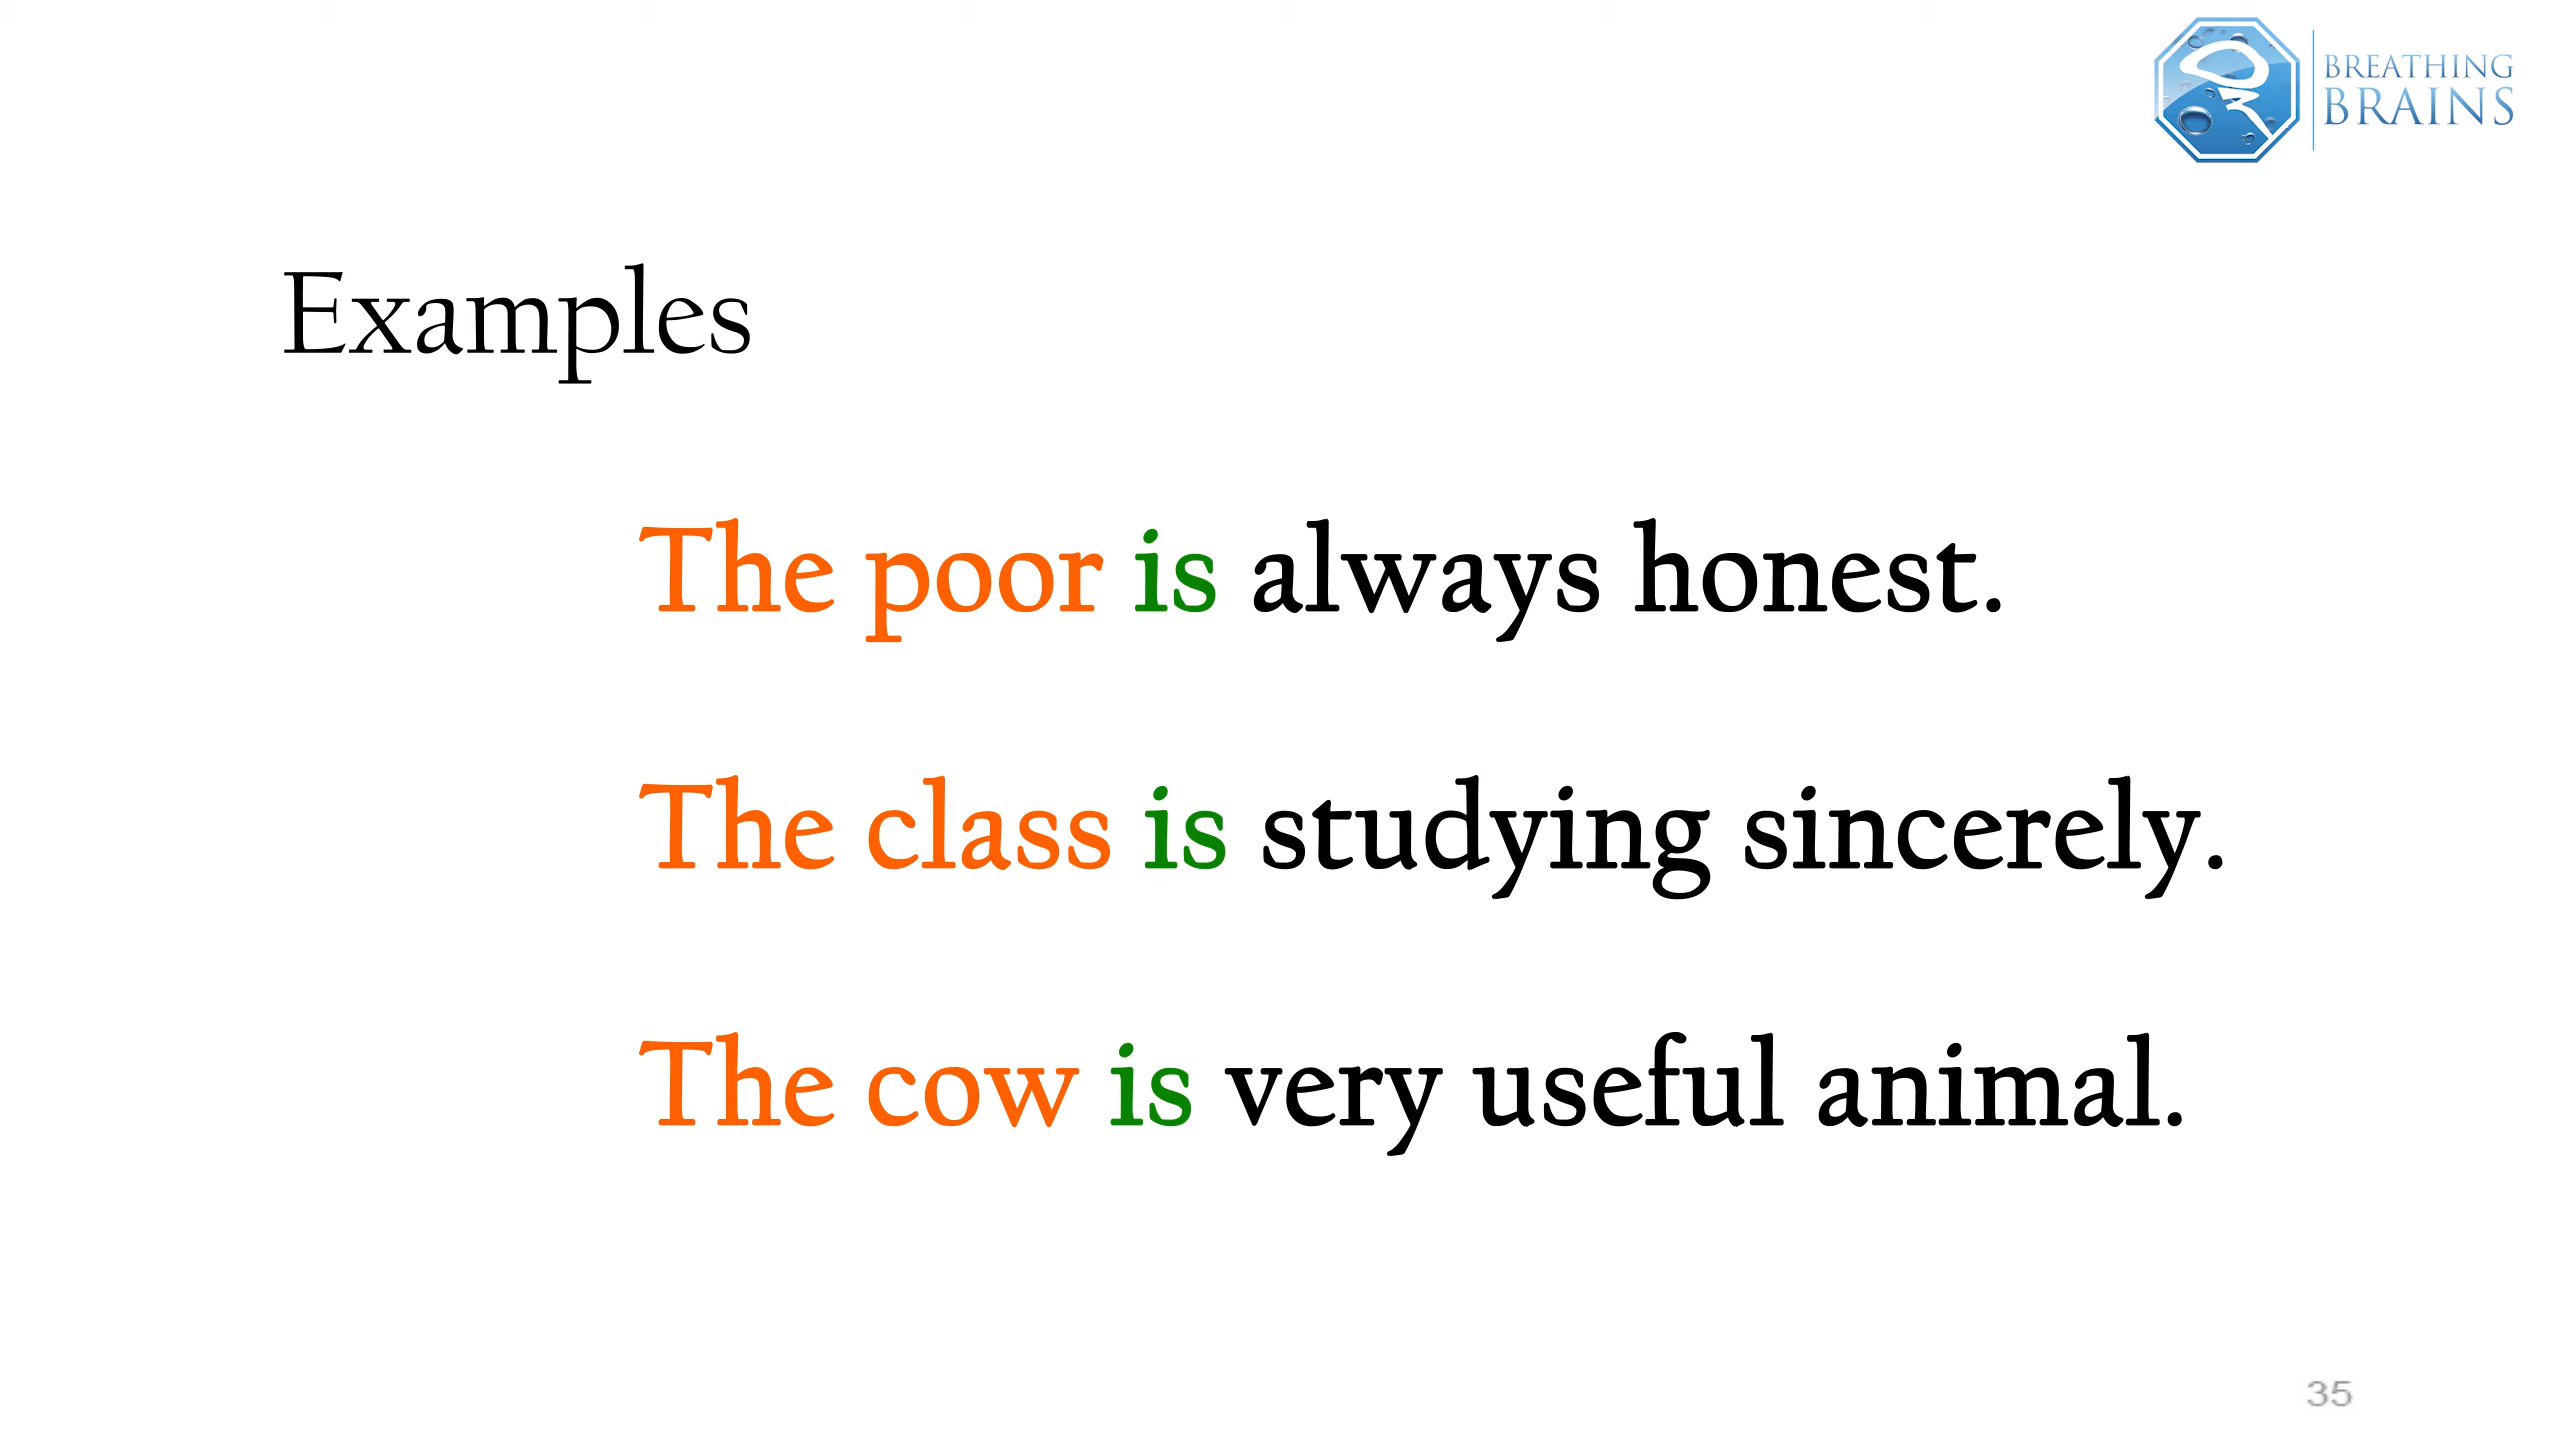 BREATHING
BRAINS
Examples
The poor is always honest.
The class is studying sincerely.
The cow is very useful animal.
35